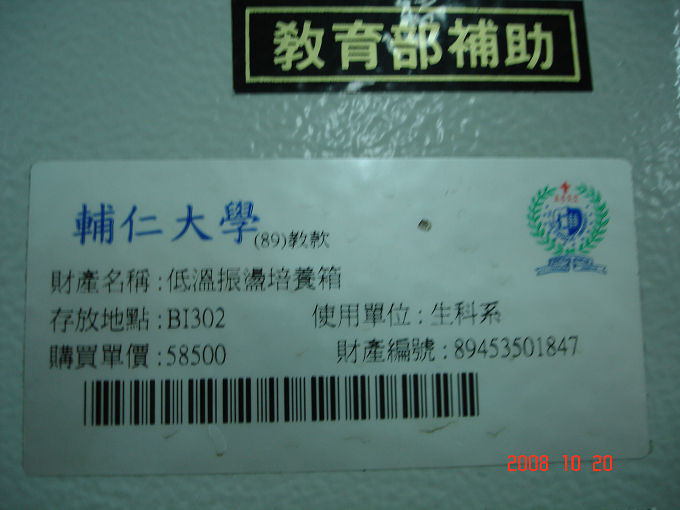 教育部補助
輔仁大學(89)教款
財產名稱:低溫振盪培養箱
存放地點:BI302 使用單位:生科系
購買單價:58500 財產編號:89453501847
2008 10 20